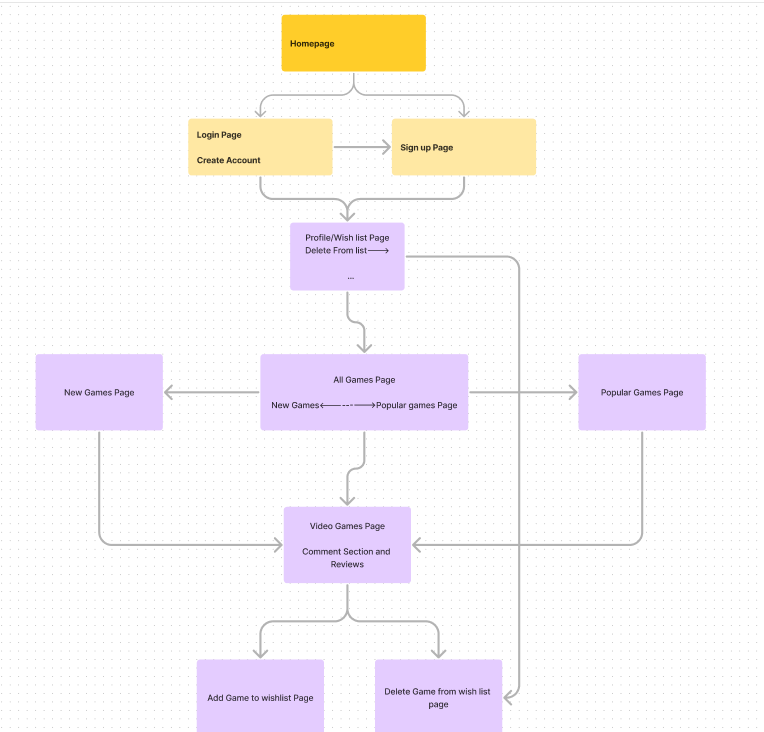 Homepage
Login Page
Create Account
Sign up Page
Profile/Wish list Page
Delete From list--->
...
New Games Page
All Games Page
New Games<------->Popular games Page
Popular Games Page
Video Games Page
Comment Section and
Reviews
Add Game to wishlist Page
Delete Game from wish list
page